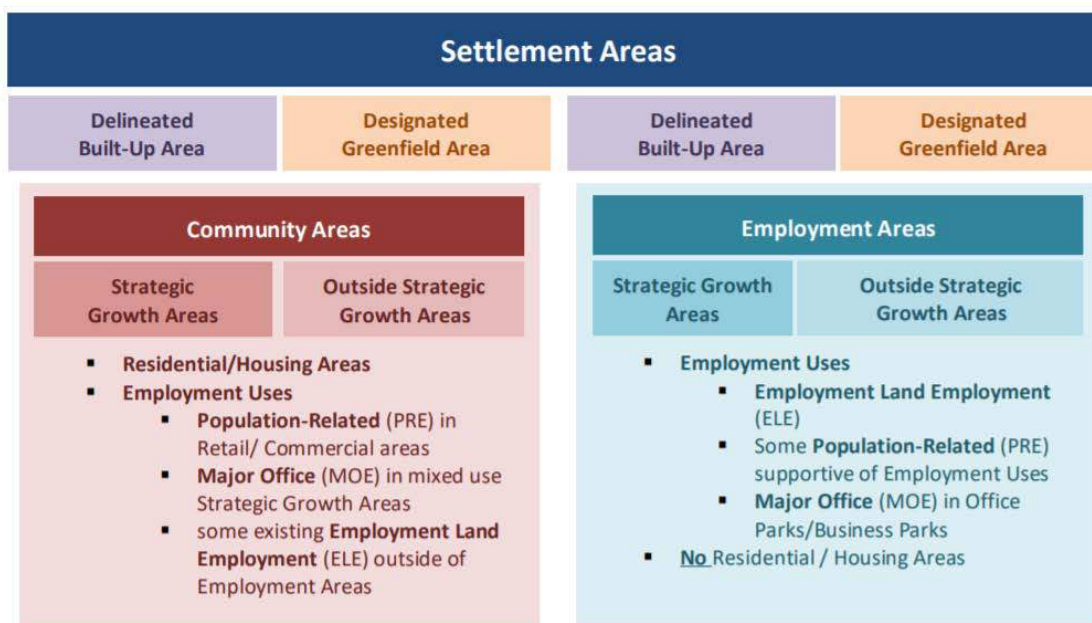 Settlement Areas
Delineated
Built-Up Area
Designated
Greenfield Area
Delineated
Built-Up Area
Designated
Greenfield Area
Community Areas
Strategic
Growth Areas
Outside Strategic
Growth Areas
▪ Residential/Housing Areas
▪ Employment Uses
▪ Population-Related (PRE) in
Retail/ Commercial areas
▪ Major Office (MOE) in mixed use
Strategic Growth Areas
▪ some existing Employment Land
Employment (ELE) outside of
Employment Areas
Employment Areas
Strategic Growth
Areas
Outside Strategic
Growth Areas
▪ Employment Uses
▪ Employment Land Employment
(ELE)
▪ Some Population-Related (PRE)
supportive of Employment Uses
▪ Major Office (MOE) in Office
Parks/Business Parks
▪ No Residential / Housing Areas